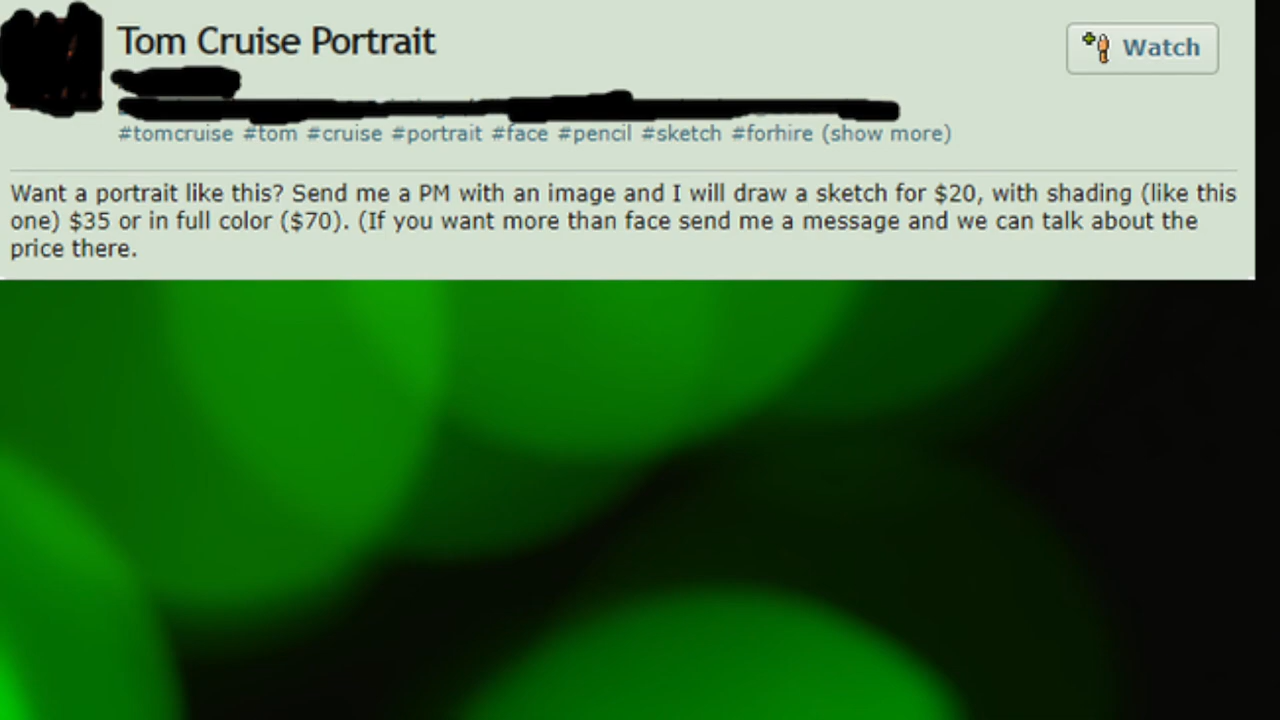 Tom Cruise Portrait
Watch
#tomcruise #tom #cruise #portrait #face #pencil #sketch #forhire (show more)
Want a portrait like this? Send me a PM with an image and I will draw a sketch for $20, with shading (like this
one) $35 or in full color ($70). (If you want more than face send me a message and we can talk about the
price there.